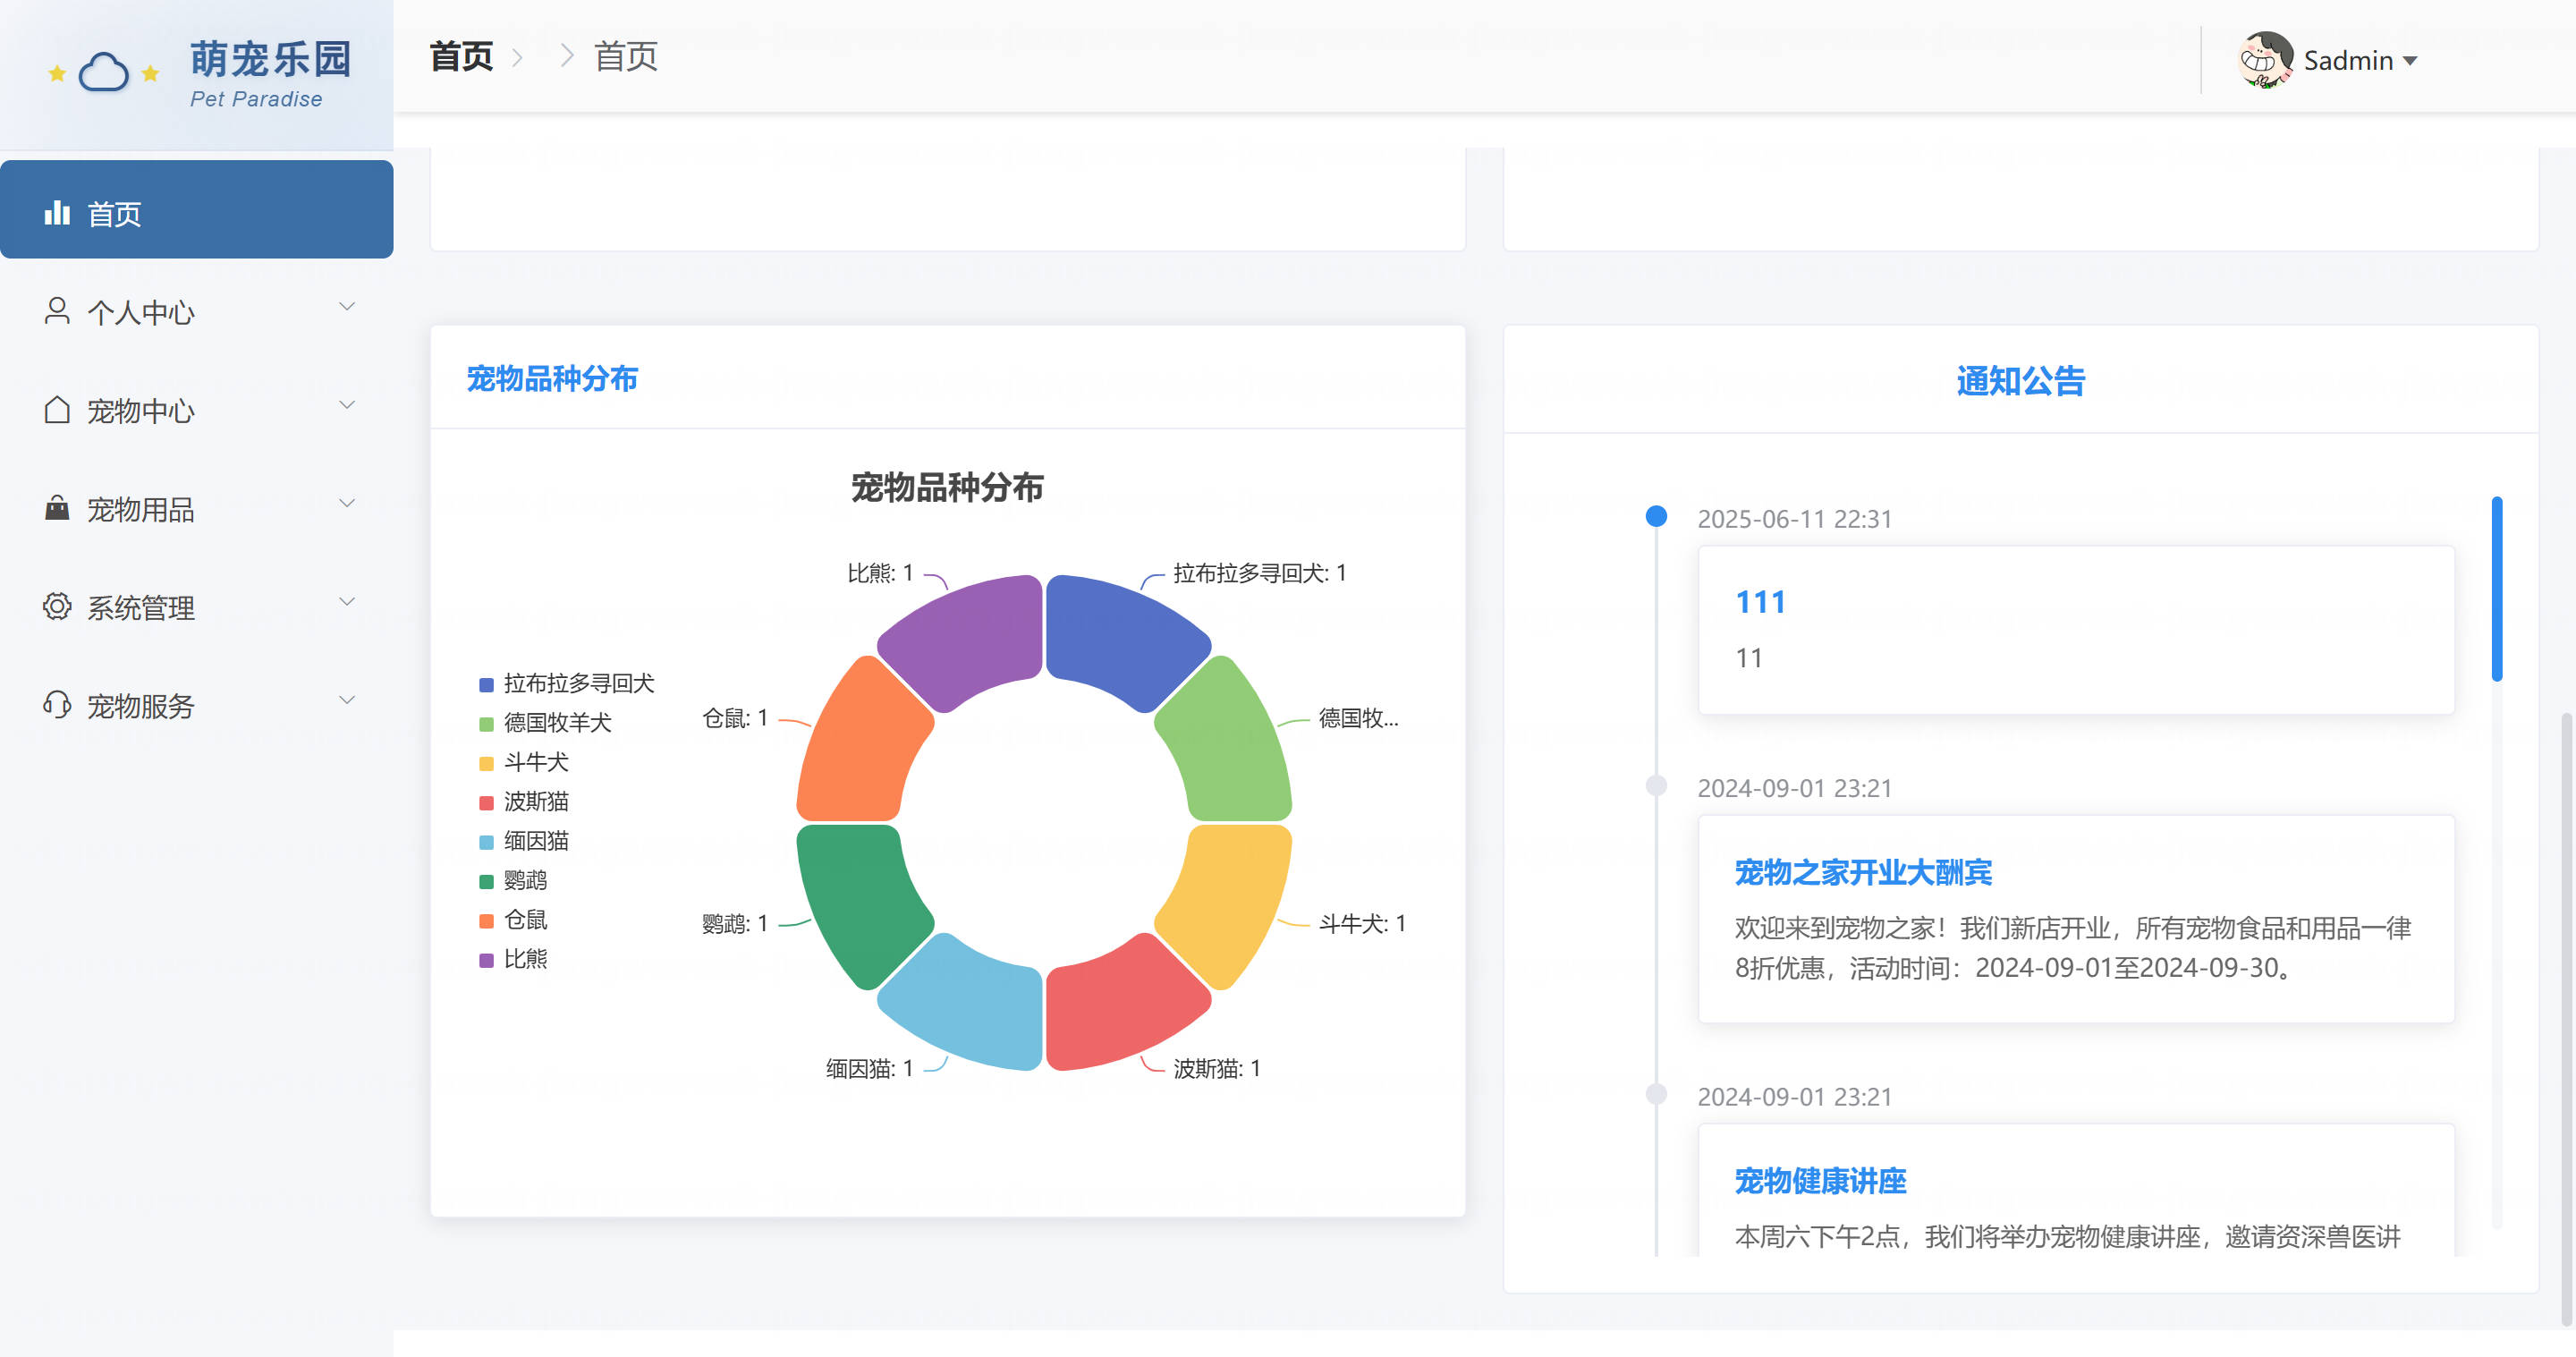 萌宠乐园
Pet Paradise
首页
首页
Sadmin
首页
个人中心
宠物中心
宠物用品
系统管理
宠物服务
宠物品种分布
宠物品种分布
比熊: 1
拉布拉多寻回犬: 1
仓鼠: 1
德国牧...
鹦鹉: 1
斗牛犬: 1
缅因猫: 1
波斯猫: 1
拉布拉多寻回犬
德国牧羊犬
斗牛犬
波斯猫
缅因猫
鹦鹉
仓鼠
比熊
通知公告
2025-06-11 22:31
111
11
2024-09-01 23:21
宠物之家开业大酬宾
欢迎来到宠物之家！我们新店开业，所有宠物食品和用品一律
8折优惠，活动时间：2024-09-01至2024-09-30。
2024-09-01 23:21
宠物健康讲座
本周六下午2点，我们将举办宠物健康讲座，邀请资深兽医讲